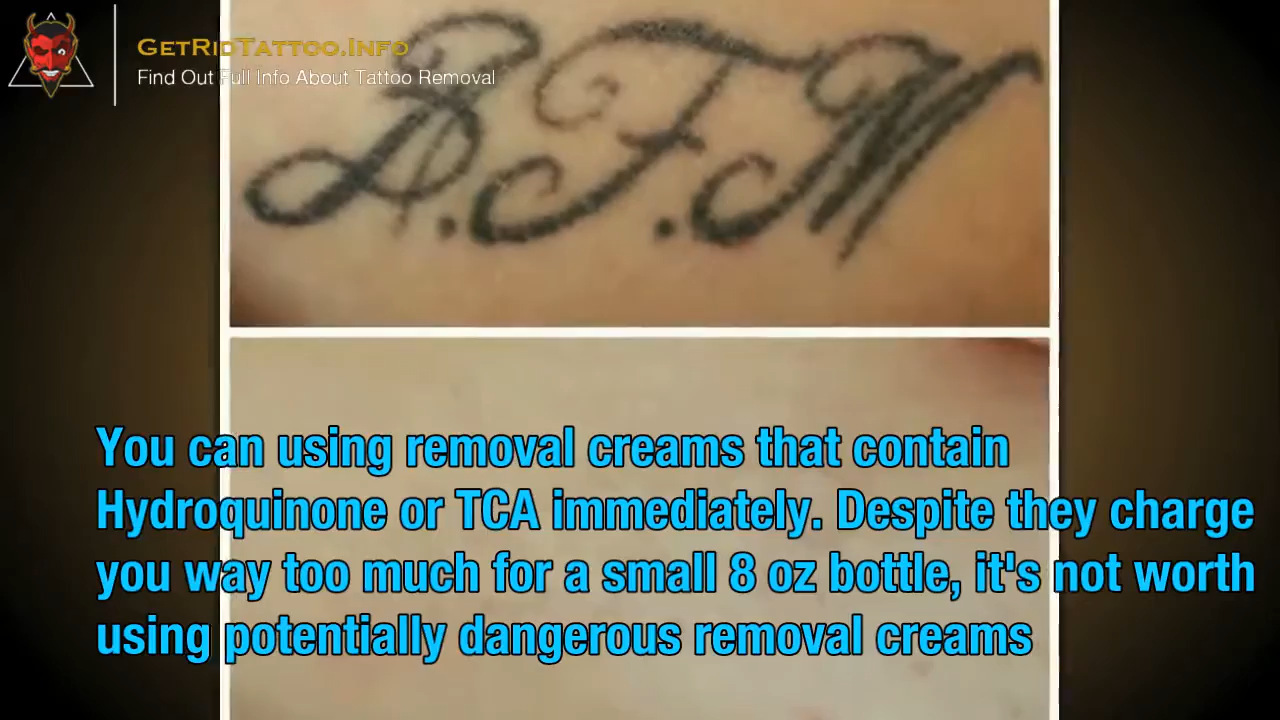 GetRidTattoo.Info
Find Out Full Info About Tattoo Removal
B.F.M
You can using removal creams that contain
Hydroquinone or TCA immediately. Despite they charge
you way too much for a small 8 oz bottle, it's not worth
using potentially dangerous removal creams